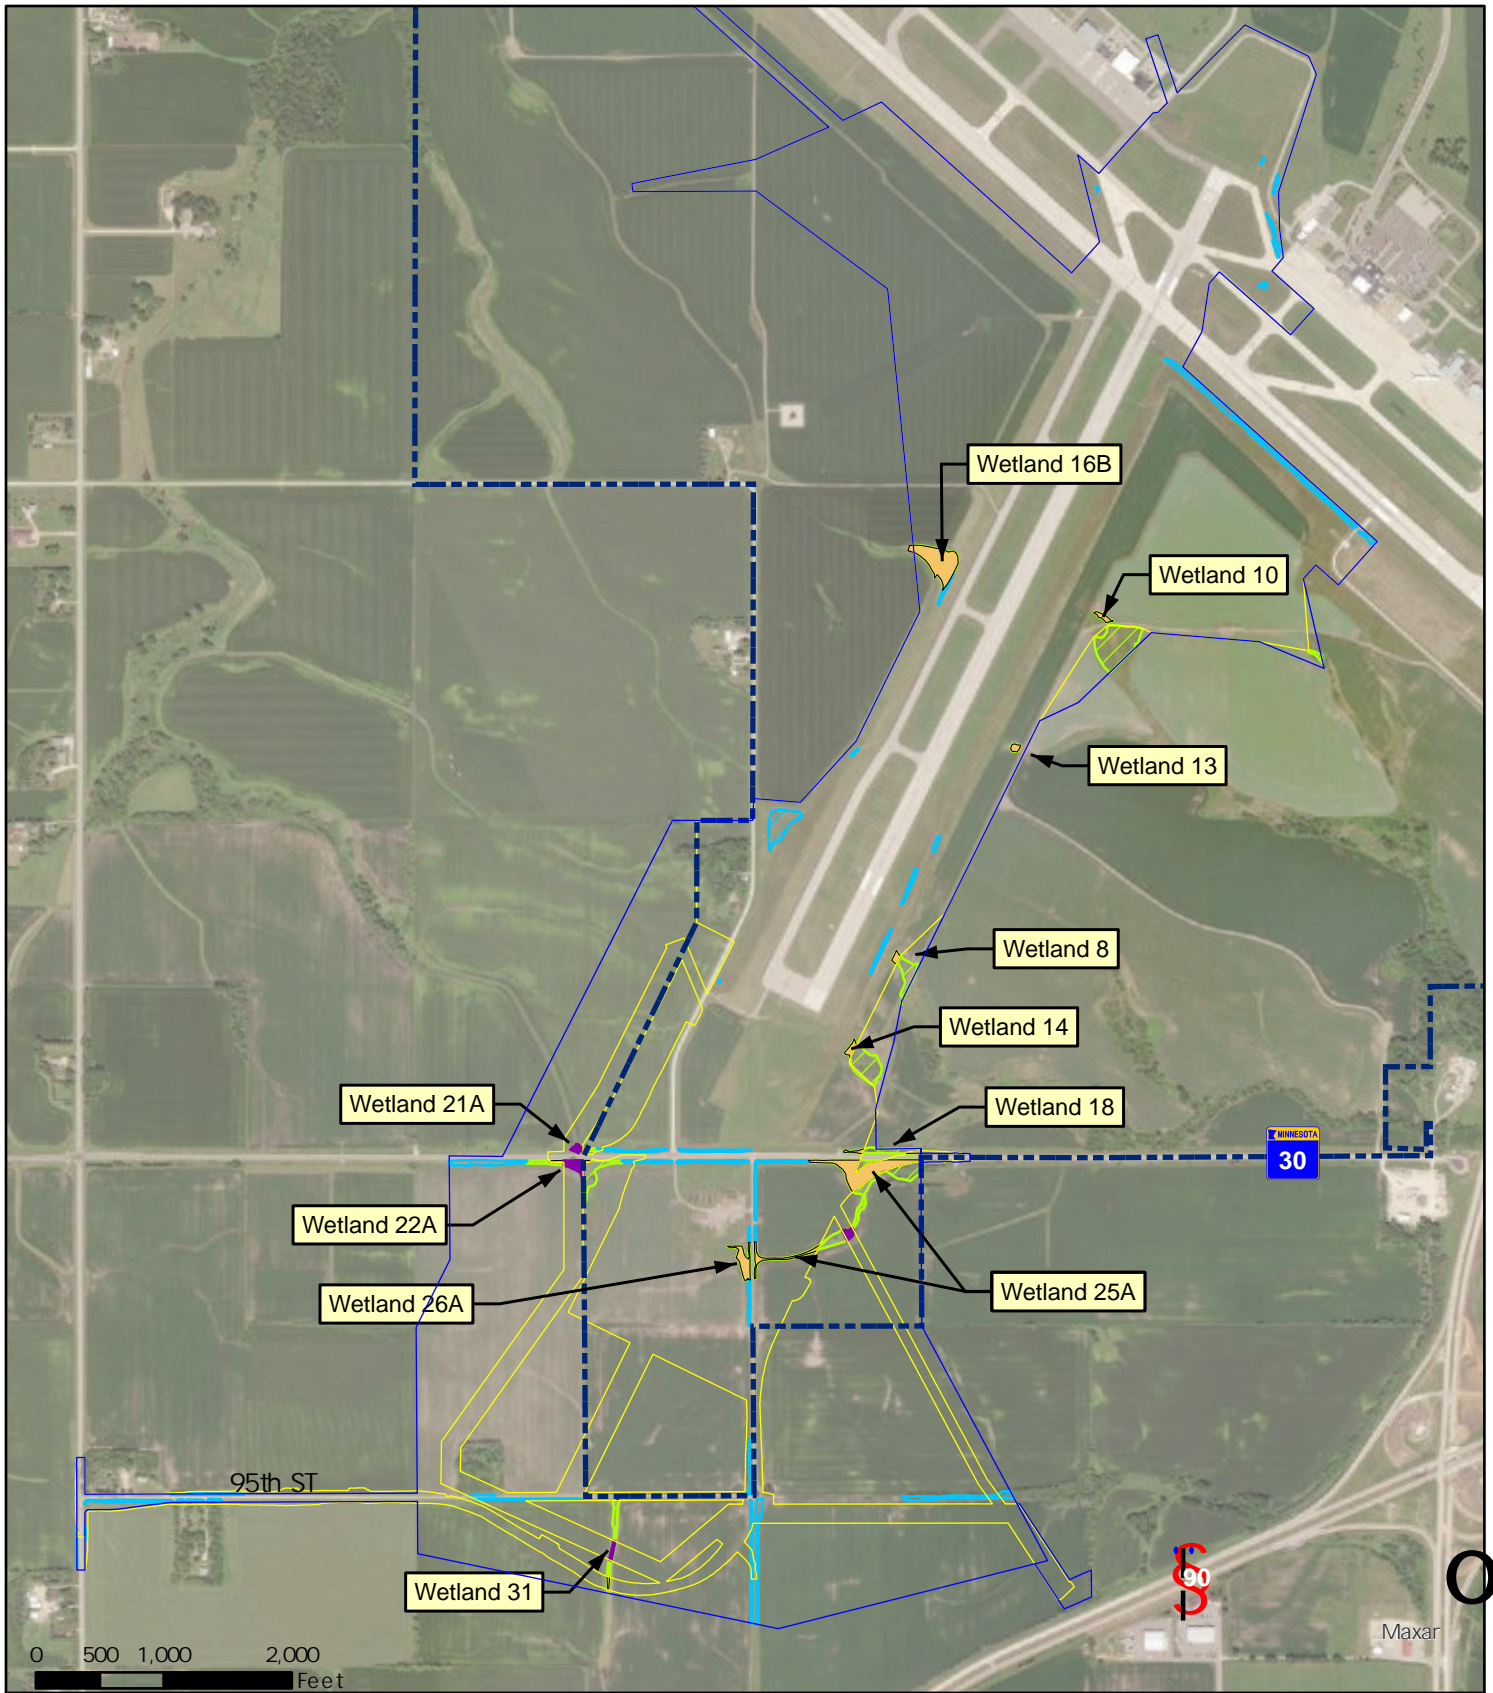 Wetland 16B
Wetland 10
Wetland 13
Wetland 8
Wetland 14
Wetland 21A
Wetland 18
MINNESOTA
30
Wetland 22A
Wetland 26A
Wetland 25A
95th ST
Wetland 31
90
Maxar
0 500 1,000 2,000
Feet